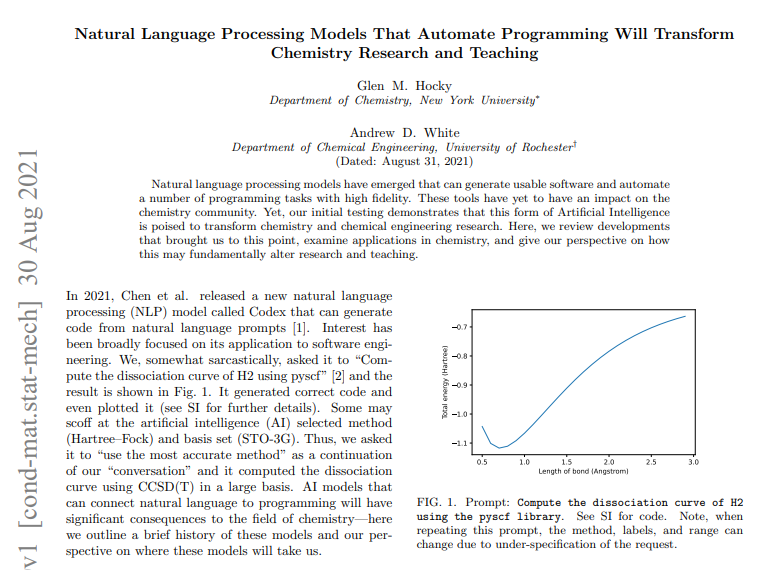 Natural Language Processing Models That Automate Programming Will Transform
Chemistry Research and Teaching
Glen M. Hocky
Department of Chemistry, New York University*
Andrew D. White
Department of Chemical Engineering, University of Rochester†
(Dated: August 31, 2021)
Natural language processing models have emerged that can generate usable software and automate
a number of programming tasks with high fidelity. These tools have yet to have an impact on the
chemistry community. Yet, our initial testing demonstrates that this form of Artificial Intelligence
is poised to transform chemistry and chemical engineering research. Here, we review developments
that brought us to this point, examine applications in chemistry, and give our perspective on how
this may fundamentally alter research and teaching.
v1 [cond-mat.stat-mech] 30 Aug 2021
In 2021, Chen et al. released a new natural language
processing (NLP) model called Codex that can generate
code from natural language prompts [1]. Interest has
been broadly focused on its application to software engi-
neering. We, somewhat sarcastically, asked it to “Com-
pute the dissociation curve of H2 using pyscf” [2] and the
result is shown in Fig. 1. It generated correct code and
even plotted it (see SI for further details). Some may
scoff at the artificial intelligence (AI) selected method
(Hartree–Fock) and basis set (STO-3G). Thus, we asked
it to “use the most accurate method” as a continuation
of our “conversation” and it computed the dissociation
curve using CCSD(T) in a large basis. AI models that
can connect natural language to programming will have
significant consequences to the field of chemistry—here
we outline a brief history of these models and our per-
spective on where these models will take us.
Total energy (Hartree)
−0.7
−0.8
−0.9
−1.0
−1.1
0.5 1.0 1.5 2.0 2.5 3.0
Length of bond (Angstrom)
FIG. 1. Prompt: Compute the dissociation curve of H2
using the pyscf library. See SI for code. Note, when
repeating this prompt, the method, labels, and range can
change due to under-specification of the request.